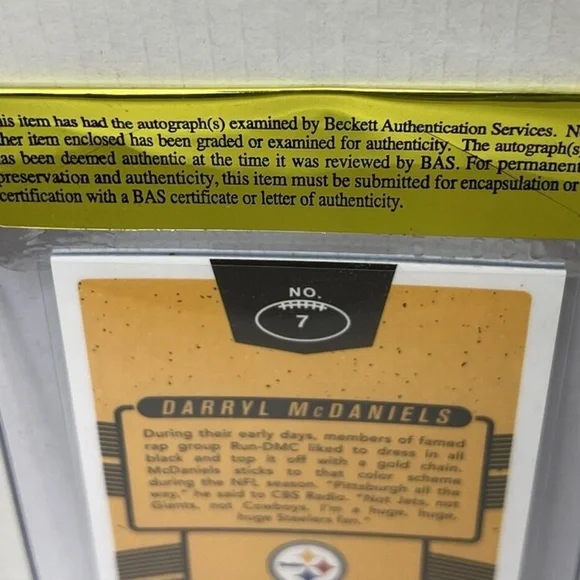 is item has had the autograph(s) examined by Beckett Authentication Services. N
her item enclosed has been graded or examined for authenticity. The autograph(s
as been deemed authentic at the time it was reviewed by BAS. For permanent
preservation and authenticity, this item must be submitted for encapsulation or
certification with a BAS certificate or letter of authenticity.
NO.
7
DARRYL McDANIELS
During their early days, members of famed
rap group Run-DMC liked to dress in all
black and top it off with a gold chain.
McDaniels sticks to that color scheme
during the NFL season. "Pittsburgh all the
way," he said to CBS Radio. "Not Jets, not
Giants, not Cowboys. I'm a huge, huge,
huge Steelers fan."